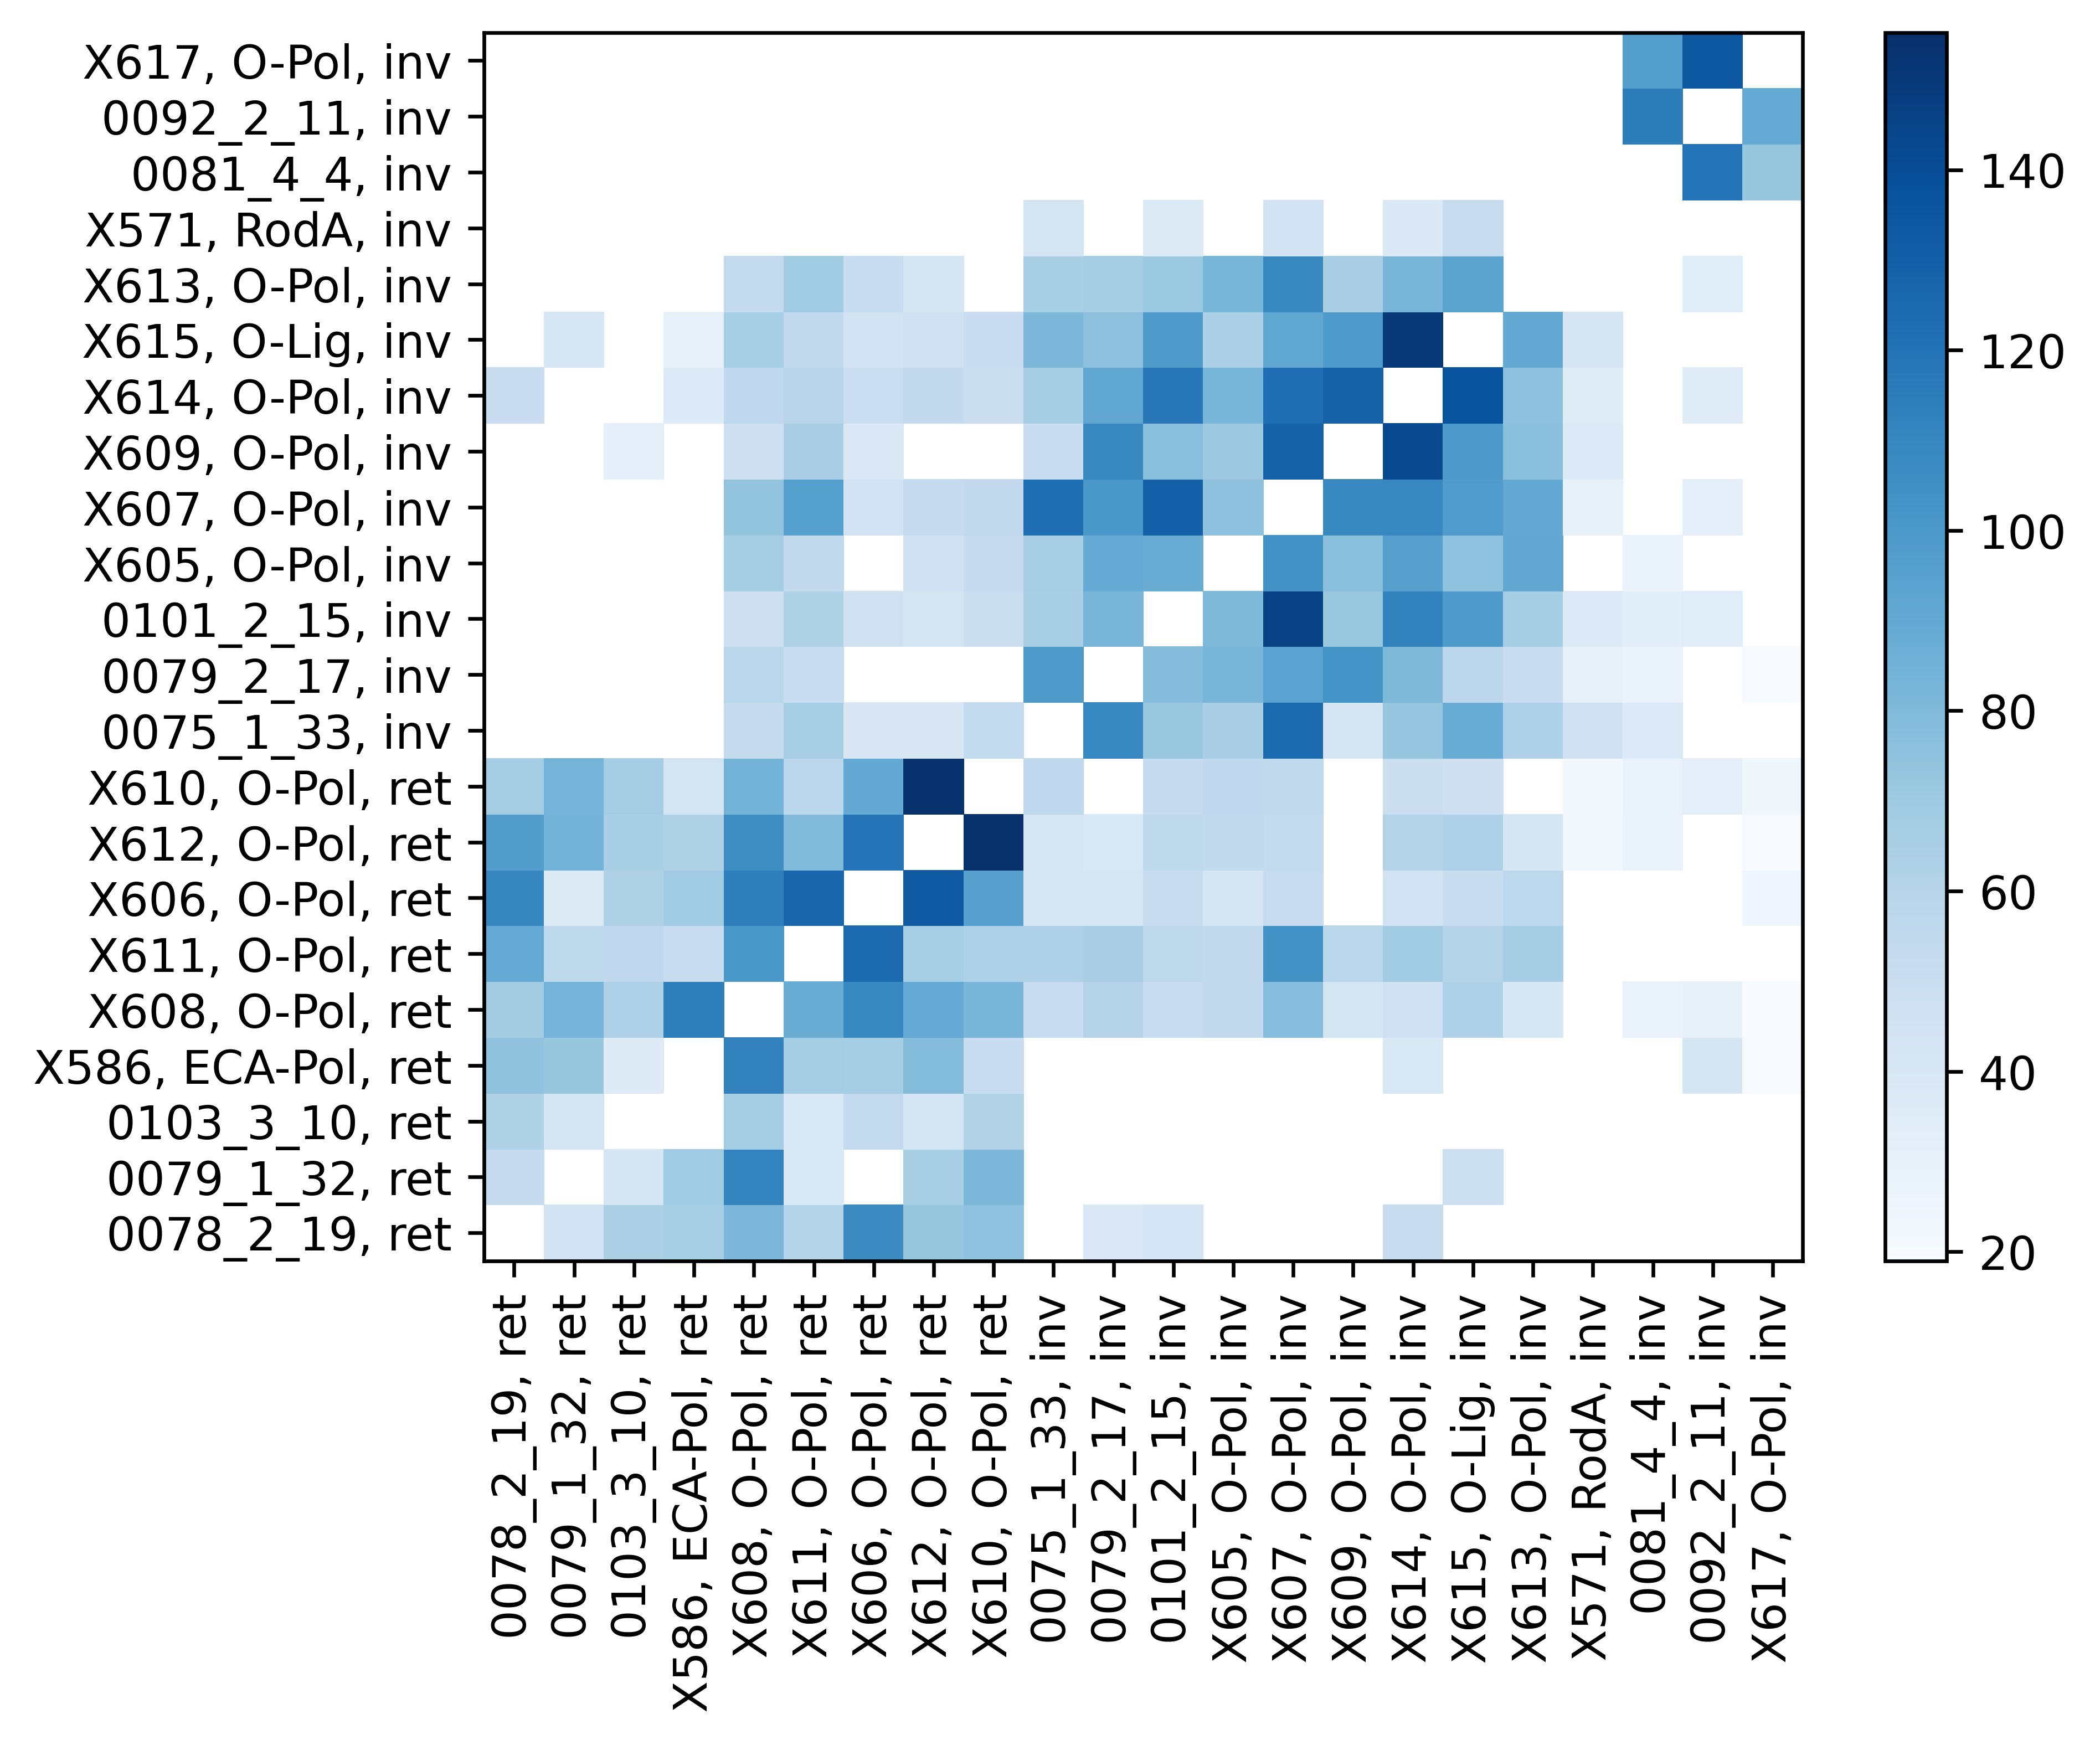 X617, O-Pol, inv
0092_2_11, inv
0081_4_4, inv
X571, RodA, inv
X613, O-Pol, inv
X615, O-Lig, inv
X614, O-Pol, inv
X609, O-Pol, inv
X607, O-Pol, inv
X605, O-Pol, inv
0101_2_15, inv
0079_2_17, inv
0075_1_33, inv
X610, O-Pol, ret
X612, O-Pol, ret
X606, O-Pol, ret
X611, O-Pol, ret
X608, O-Pol, ret
X586, ECA-Pol, ret
0103_3_10, ret
0079_1_32, ret
0078_2_19, ret
0078_2_19, ret
0079_1_32, ret
0103_3_10, ret
X586, ECA-Pol, ret
X608, O-Pol, ret
X611, O-Pol, ret
X606, O-Pol, ret
X612, O-Pol, ret
X610, O-Pol, ret
0075_1_33, inv
0079_2_17, inv
0101_2_15, inv
X605, O-Pol, inv
X607, O-Pol, inv
X609, O-Pol, inv
X614, O-Pol, inv
X615, O-Lig, inv
X613, O-Pol, inv
X571, RodA, inv
0081_4_4, inv
0092_2_11, inv
X617, O-Pol, inv
140
120
100
80
60
40
20